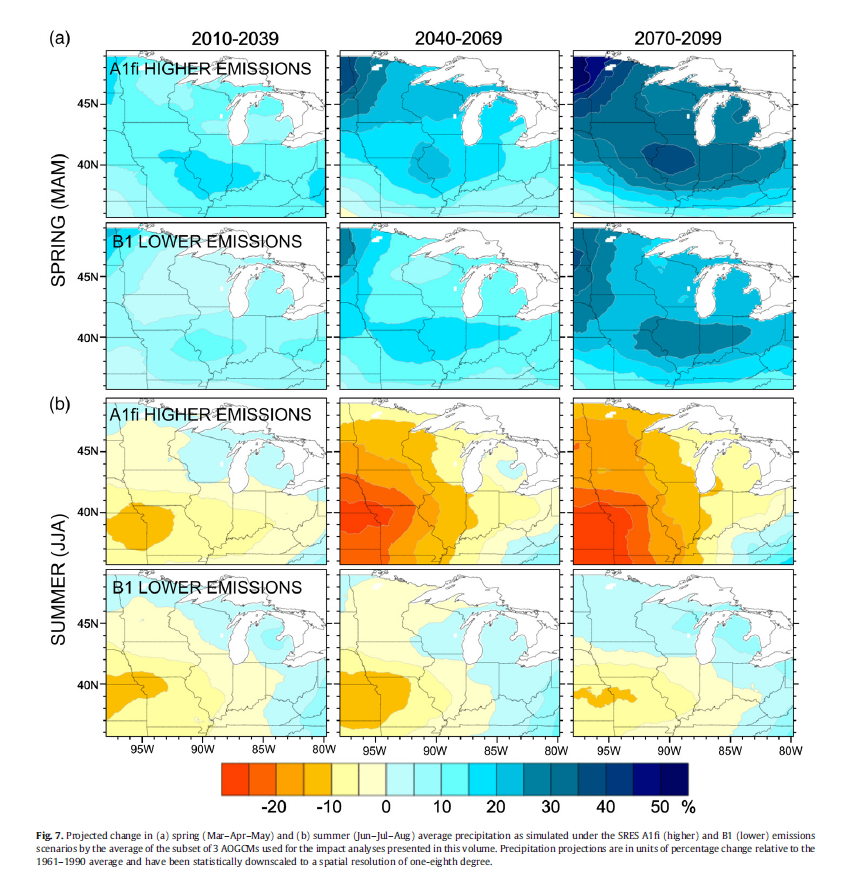 (a) 2010-2039 2040-2069 2070-2099
A1fi HIGHER EMISSIONS
45N
40N
SPRING (MAM)
B1 LOWER EMISSIONS
45N
40N
(b)
A1fi HIGHER EMISSIONS
45N
40N
SUMMER (JJA)
B1 LOWER EMISSIONS
45N
40N
95W 90W 85W 80W 95W 90W 85W 80W 95W 90W 85W 80W
-20 -10 0 10 20 30 40 50 %
Fig. 7. Projected change in (a) spring (Mar–Apr–May) and (b) summer (Jun–Jul–Aug) average precipitation as simulated under the SRES A1fi (higher) and B1 (lower) emissions
scenarios by the average of the subset of 3 AOGCMs used for the impact analyses presented in this volume. Precipitation projections are in units of percentage change relative to the
1961–1990 average and have been statistically downscaled to a spatial resolution of one-eighth degree.